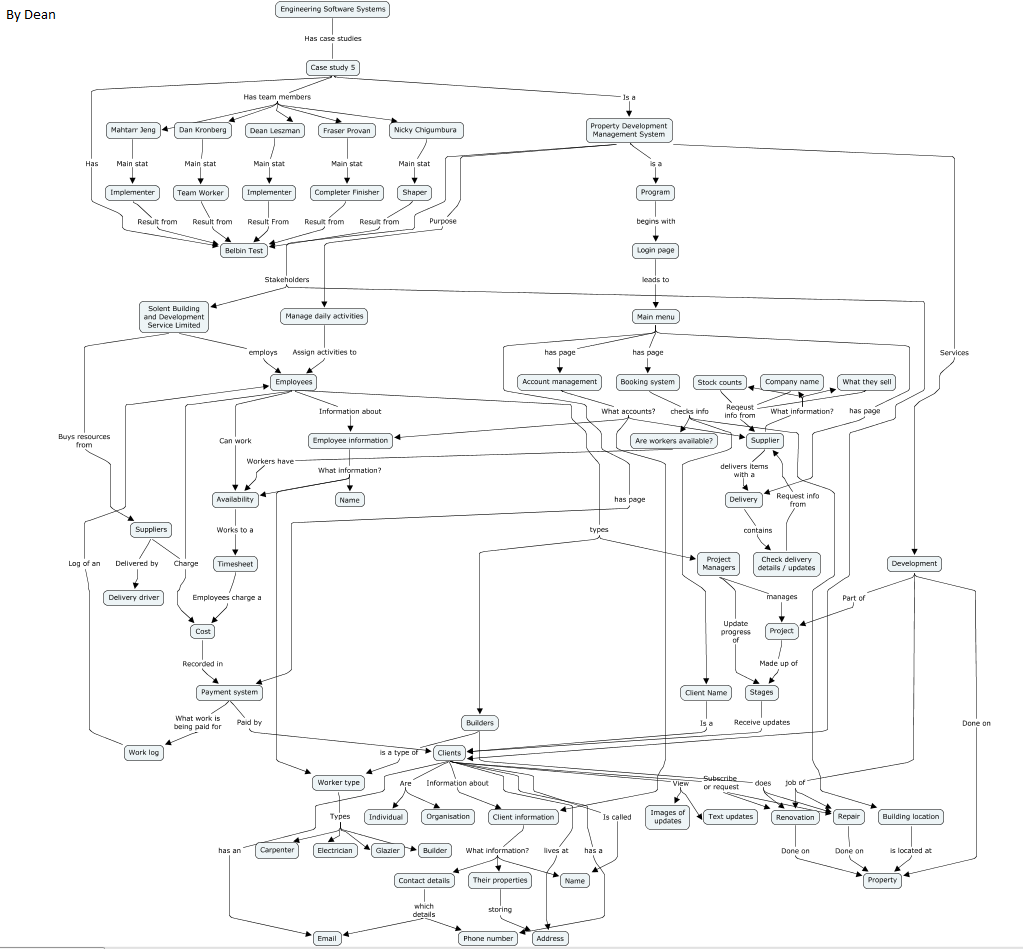 By Dean
Engineering Software Systems
Has case studies
Case study 5
Has team members
Is a
Mahtarr Jeng
Dan Kronberg
Dean Leszman
Fraser Provan
Nicky Chigumbura
Property Development
Management System
Has
Main stat
Main stat
Main stat
Main stat
Main stat
is a
Implementer
Team Worker
Implementer
Completer Finisher
Shaper
Program
Result from
Result from
Result From
Result from
Result from
Purpose
begins with
Belbin Test
Login page
Stakeholders
leads to
Solent Building
and Development
Service Limited
Manage daily activities
Main menu
employs
Assign activities to
has page
has page
Services
Employees
Account management
Booking system
Stock counts
Company name
What they sell
Information about
What accounts?
checks info
Reqeust
info from
What information?
has page
Buys resources
from
Can work
Employee information
Are workers available?
Supplier
Workers have
What information?
delivers items
with a
Availability
Name
has page
Delivery
Request info
from
Suppliers
Works to a
types
contains
Log of an
Delivered by
Charge
Timesheet
Project
Managers
Check delivery
details / updates
Development
Delivery driver
Employees charge a
manages
Part of
Cost
Update
progress
of
Project
Recorded in
Made up of
Payment system
Client Name
Stages
What work is
being paid for
Paid by
Builders
Is a
Receive updates
Done on
Work log
is a type of
Clients
Worker type
Are
Information about
View
Subscribe
or request
does
job of
Types
Individual
Organisation
Client information
Is called
Images of
updates
Text updates
Renovation
Repair
Building location
has an
Carpenter
Electrician
Glazier
Builder
What information?
lives at
has a
Done on
Done on
is located at
Contact details
Their properties
Name
Property
which
details
storing
Email
Phone number
Address